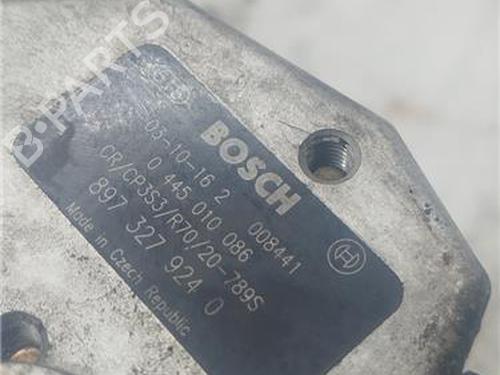 B-PARTS
BOSCH
05-10-16 2 008441
0 445 010 086
CR/CP3S3/R70/20-789S
897 327 924 0
Made in Czech Republic